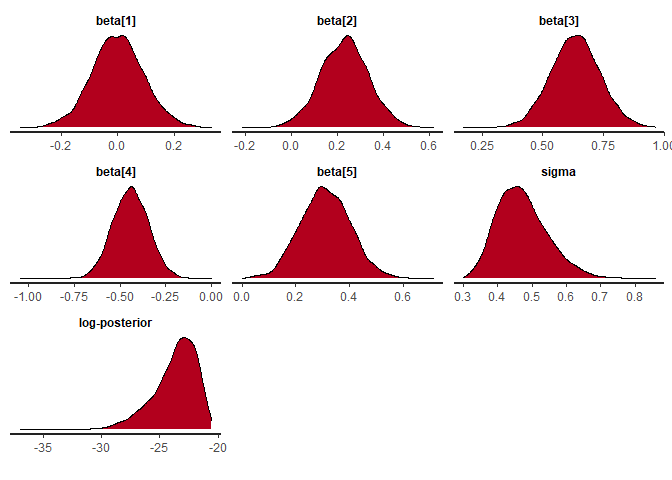 beta[1] beta[2] beta[3]
-0.2 0.0 0.2 -0.2 0.0 0.2 0.4 0.6 0.25 0.50 0.75 1.00
beta[4] beta[5] sigma
-1.00 -0.75 -0.50 -0.25 0.00 0.0 0.2 0.4 0.6 0.3 0.4 0.5 0.6 0.7 0.8
log-posterior
-35 -30 -25 -20